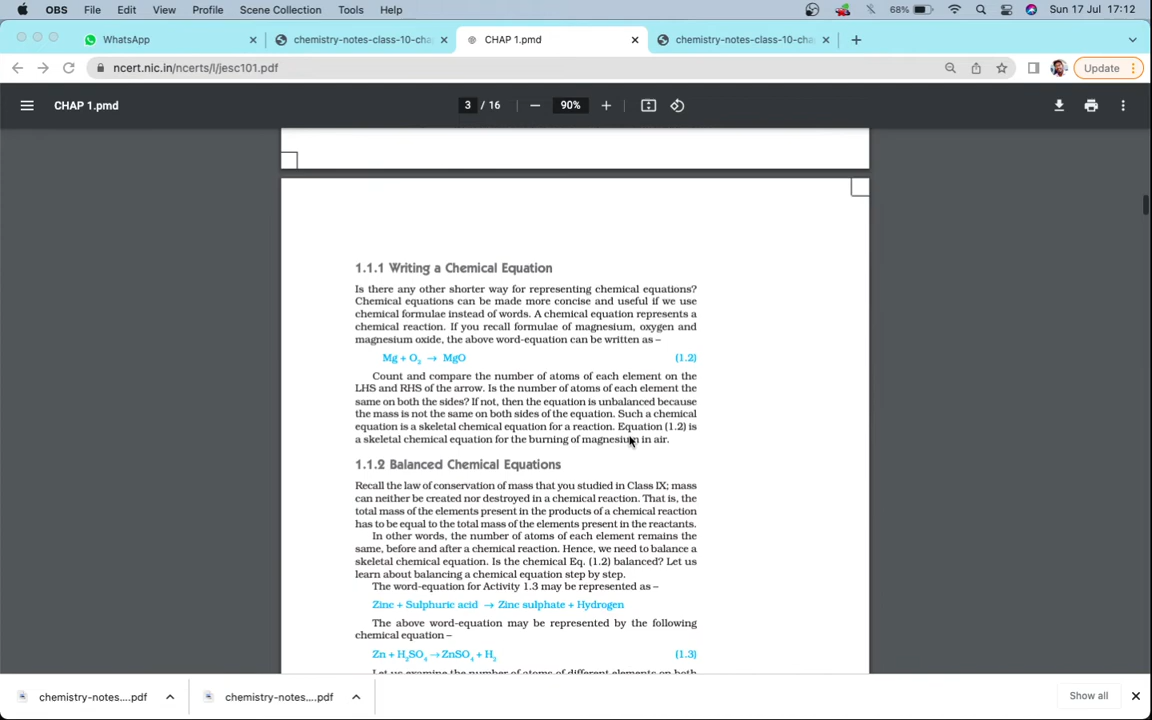 OBS File Edit View Profile Scene Collection Tools Help 68% Sun 17 Jul 17:12
WhatsApp chemistry-notes-class-10-cha CHAP 1.pmd chemistry-notes-class-10-cha
ncert.nic.in/ncerts/l/jesc101.pdf Update
CHAP 1.pmd 3 / 16 90%
1.1.1 Writing a Chemical Equation
Is there any other shorter way for representing chemical equations?
Chemical equations can be made more concise and useful if we use
chemical formulae instead of words. A chemical equation represents a
chemical reaction. If you recall formulae of magnesium, oxygen and
magnesium oxide, the above word-equation can be written as –
Mg + O₂ → MgO (1.2)
Count and compare the number of atoms of each element on the
LHS and RHS of the arrow. Is the number of atoms of each element the
same on both the sides? If not, then the equation is unbalanced because
the mass is not the same on both sides of the equation. Such a chemical
equation is a skeletal chemical equation for a reaction. Equation (1.2) is
a skeletal chemical equation for the burning of magnesium in air.
1.1.2 Balanced Chemical Equations
Recall the law of conservation of mass that you studied in Class IX; mass
can neither be created nor destroyed in a chemical reaction. That is, the
total mass of the elements present in the products of a chemical reaction
has to be equal to the total mass of the elements present in the reactants.
In other words, the number of atoms of each element remains the
same, before and after a chemical reaction. Hence, we need to balance a
skeletal chemical equation. Is the chemical Eq. (1.2) balanced? Let us
learn about balancing a chemical equation step by step.
The word-equation for Activity 1.3 may be represented as –
Zinc + Sulphuric acid → Zinc sulphate + Hydrogen
The above word-equation may be represented by the following
chemical equation –
Zn + H₂SO₄ → ZnSO₄ + H₂ (1.3)
Let us examine the number of atoms of different elements on both
chemistry-notes....pdf chemistry-notes....pdf Show all